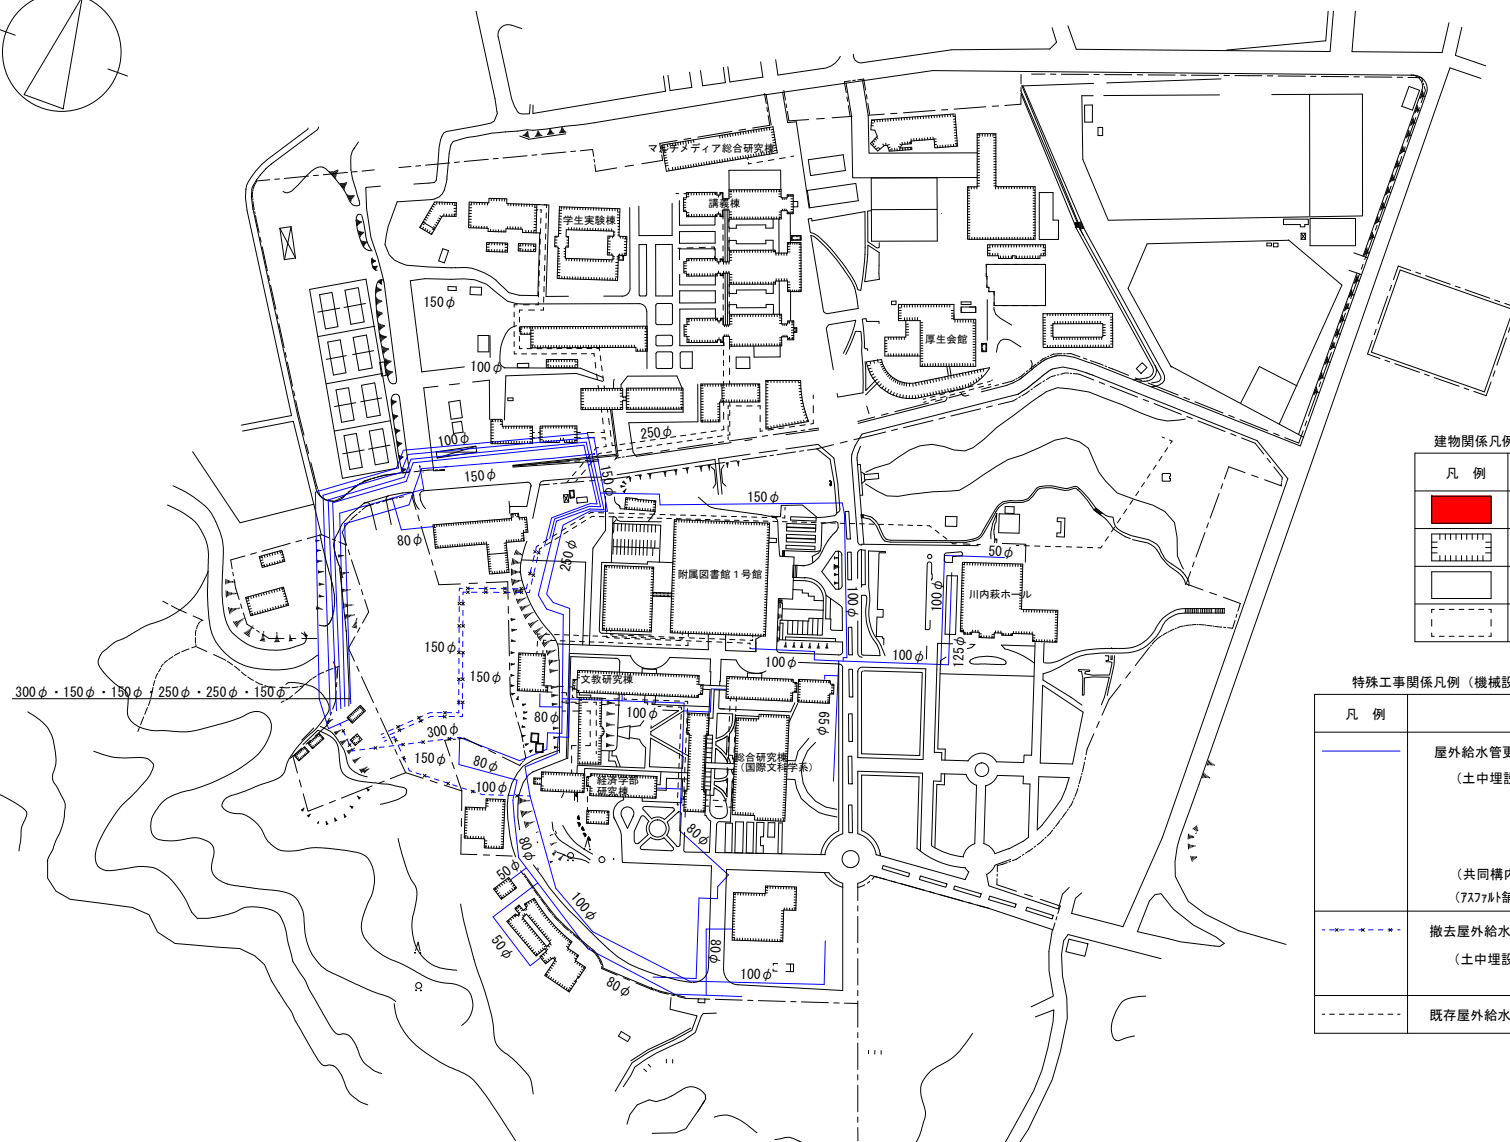 マルチメディア総合研究棟
講義棟
学生実験棟
150φ
厚生会館
100φ
250φ
100φ
150φ
150φ
150φ
80φ
250φ
附属図書館1号館
50φ
100φ
100φ
川内萩ホール
125φ
100φ
100φ
150φ
150φ
文教研究棟
300φ・150φ・150φ・250φ・250φ・150φ
80φ
100φ
65φ
300φ
150φ
80φ
100φ
総合研究棟
(国際文科学系)
経済学部
研究棟
80φ
80φ
50φ
100φ
50φ
80φ
80φ
100φ
建物関係凡例
凡 例
特殊工事関係凡例(機械設
凡 例
屋外給水管更
(土中埋設
(共同構内
(アスファルト舗
撤去屋外給水
(土中埋設
既存屋外給水